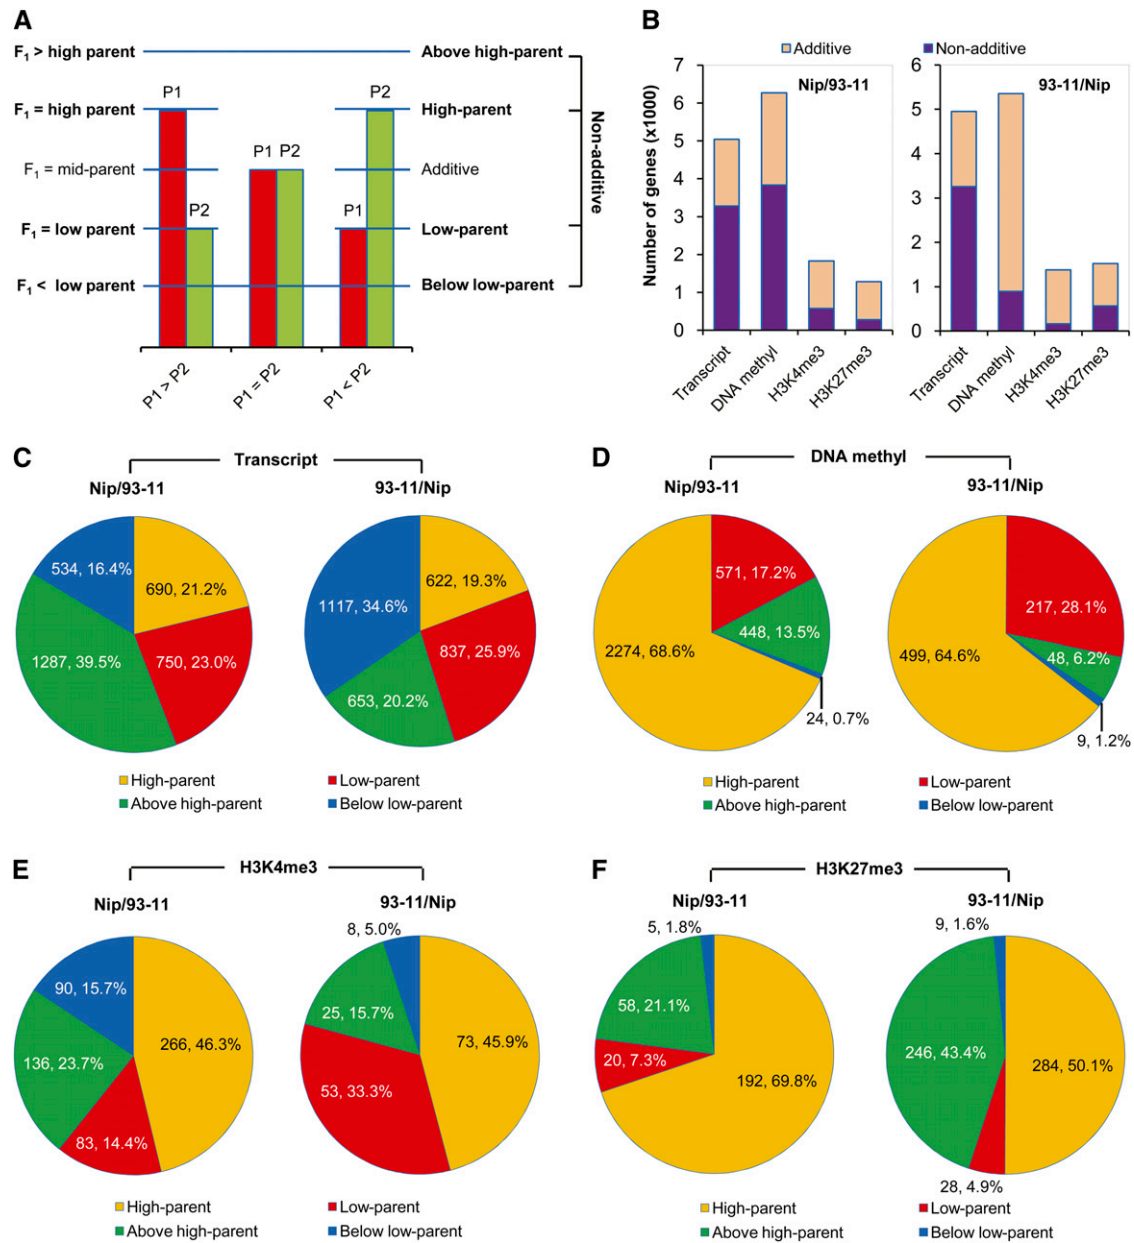 A
F1 > high parent
Above high-parent
P1
P2
F1 = high parent
High-parent
P1 P2
F1 = mid-parent
Additive
P2
P1
F1 = low parent
Low-parent
F1 < low parent
Below low-parent
Non-additive
P1 > P2
P1 = P2
P1 < P2
B
Additive
Non-additive
Number of genes (x1000)
Nip/93-11
7
6
5
4
3
2
1
0
Transcript
DNA methyl
H3K4me3
H3K27me3
93-11/Nip
6
5
4
3
2
1
0
Transcript
DNA methyl
H3K4me3
H3K27me3
C
Transcript
Nip/93-11
93-11/Nip
534, 16.4%
690, 21.2%
1287, 39.5%
750, 23.0%
622, 19.3%
1117, 34.6%
837, 25.9%
653, 20.2%
High-parent
Low-parent
Above high-parent
Below low-parent
D
DNA methyl
Nip/93-11
93-11/Nip
571, 17.2%
448, 13.5%
2274, 68.6%
24, 0.7%
217, 28.1%
499, 64.6%
48, 6.2%
9, 1.2%
High-parent
Low-parent
Above high-parent
Below low-parent
E
H3K4me3
Nip/93-11
93-11/Nip
90, 15.7%
266, 46.3%
136, 23.7%
83, 14.4%
8, 5.0%
25, 15.7%
73, 45.9%
53, 33.3%
High-parent
Low-parent
Above high-parent
Below low-parent
F
H3K27me3
Nip/93-11
93-11/Nip
5, 1.8%
58, 21.1%
20, 7.3%
192, 69.8%
9, 1.6%
246, 43.4%
284, 50.1%
28, 4.9%
High-parent
Low-parent
Above high-parent
Below low-parent